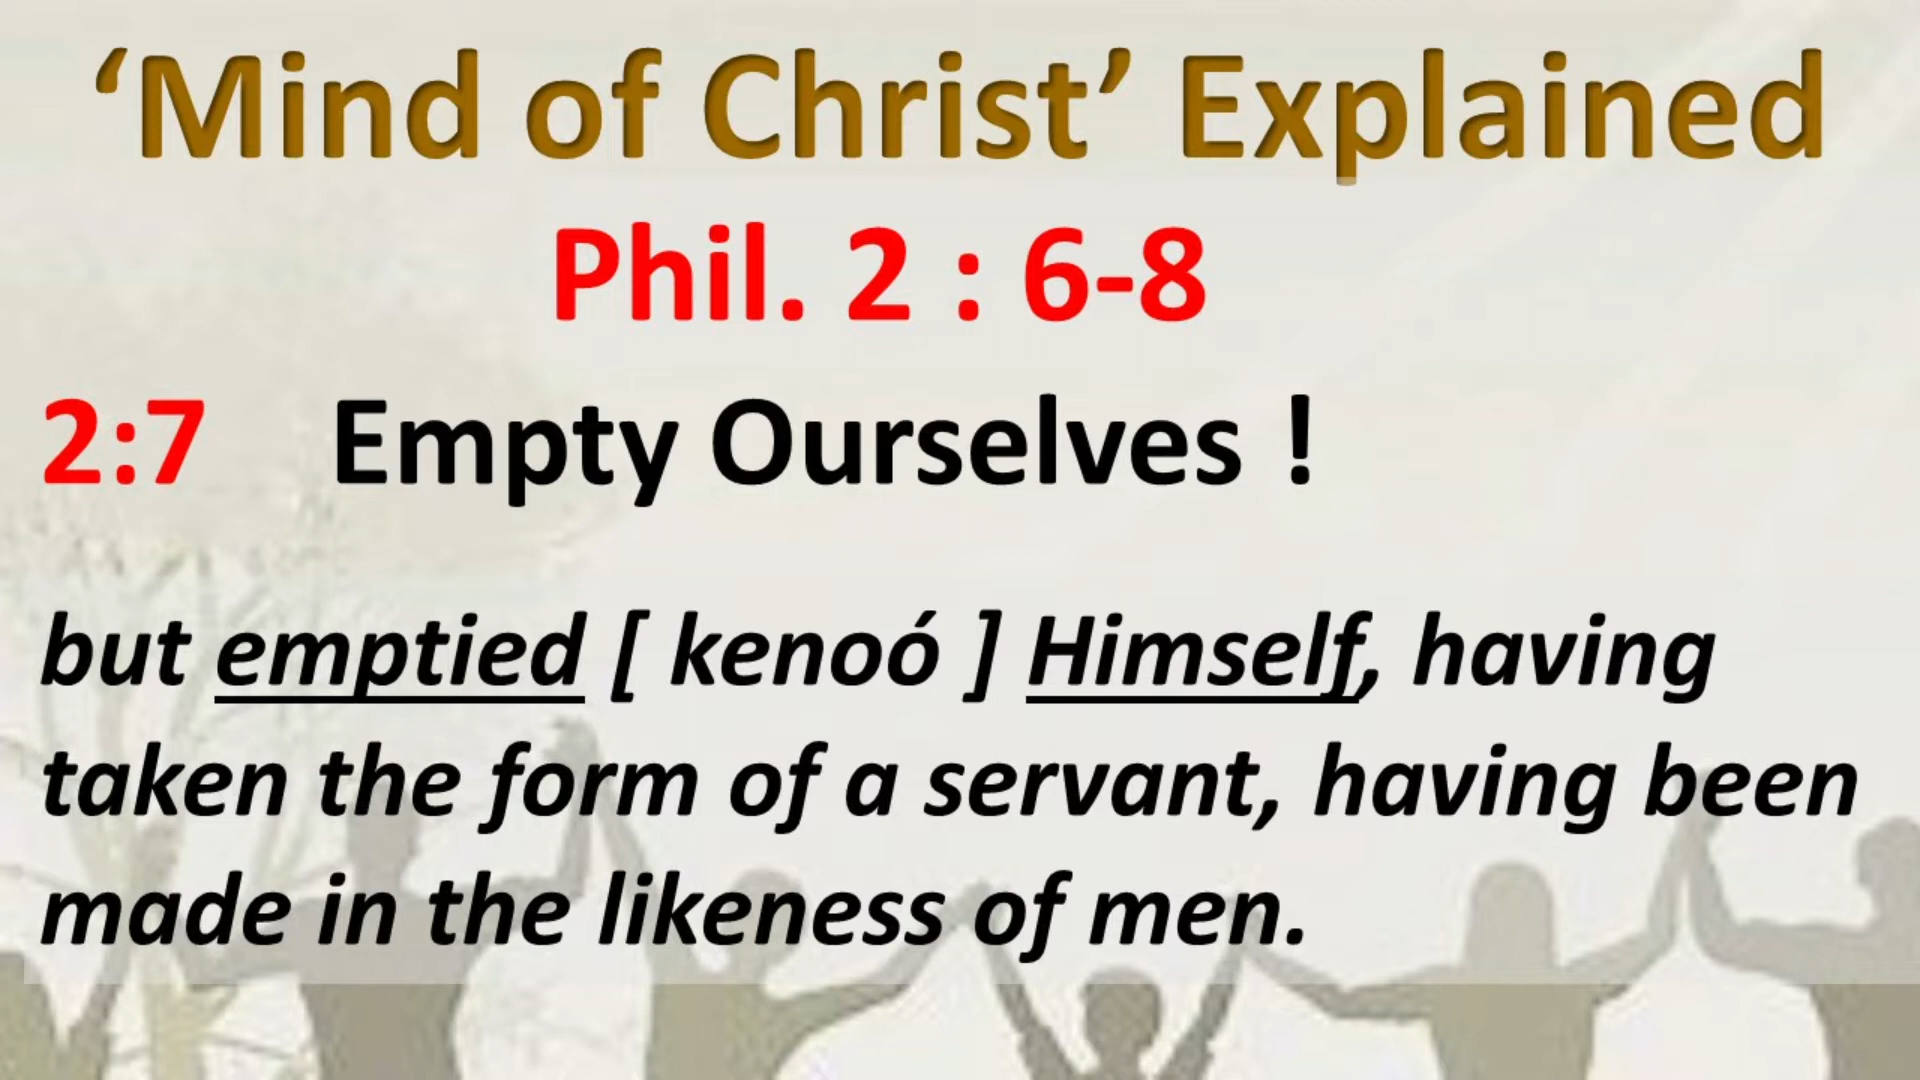 ‘Mind of Christ’ Explained
Phil. 2 : 6-8
2:7 Empty Ourselves !
but emptied [ kenoó ] Himself, having
taken the form of a servant, having been
made in the likeness of men.